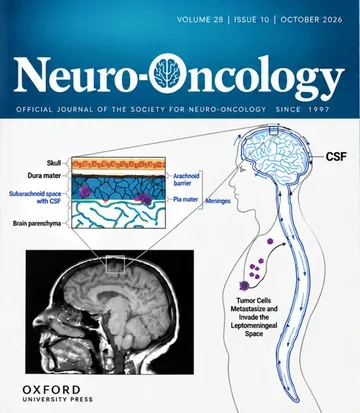 VOLUME 28 | ISSUE 10 | OCTOBER 2026
Neuro-Oncology
OFFICIAL JOURNAL OF THE SOCIETY FOR NEURO-ONCOLOGY SINCE 1997
CSF
Skull
Dura mater
Subarachnoid space
with CSF
Brain parenchyma
Arachnoid
barrier
Pia mater
Meninges
Tumor Cells
Metastasize and
Invade the
Leptomeningeal
Space
OXFORD
UNIVERSITY PRESS